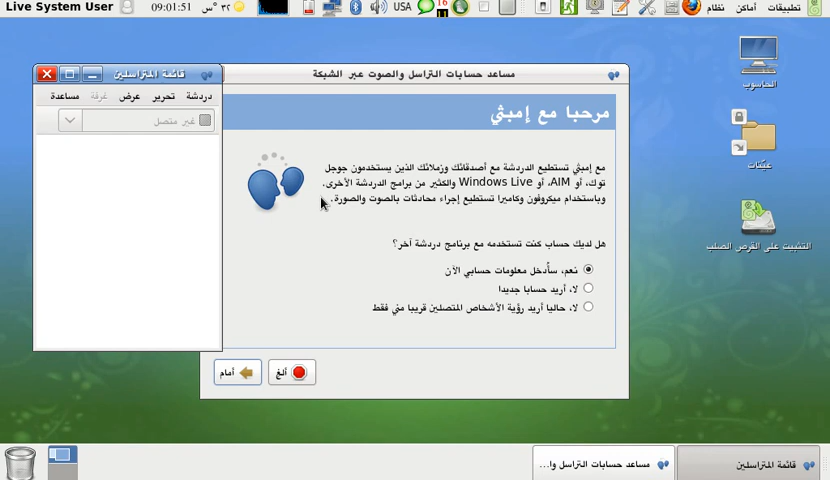 تطبيقات أماكن نظام
USA
٣٢ °س
09:01:51
Live System User
الحاسوب
عيّنات
التثبيت على القرص الصلب
مساعد حسابات التراسل والصوت عبر الشبكة
مرحبا مع إمبثي
مع إمبثي تستطيع الدردشة مع أصدقائك وزملائك الذين يستخدمون جوجل
توك، أو AIM، أو Windows Live والكثير من برامج الدردشة الأخرى.
وباستخدام ميكروفون وكاميرا تستطيع إجراء محادثات بالصوت والصورة.
هل لديك حساب كنت تستخدمه مع برنامج دردشة آخر؟
نعم، سأُدخل معلومات حسابي الآن
لا، أريد حسابا جديدا
لا، حاليا أريد رؤية الأشخاص المتصلين قريبا مني فقط
ألغ
أمام
قائمة المتراسلين
دردشة تحرير عرض غرفة مساعدة
غير متصل
قائمة المتراسلين
مساعد حسابات التراسل وا...